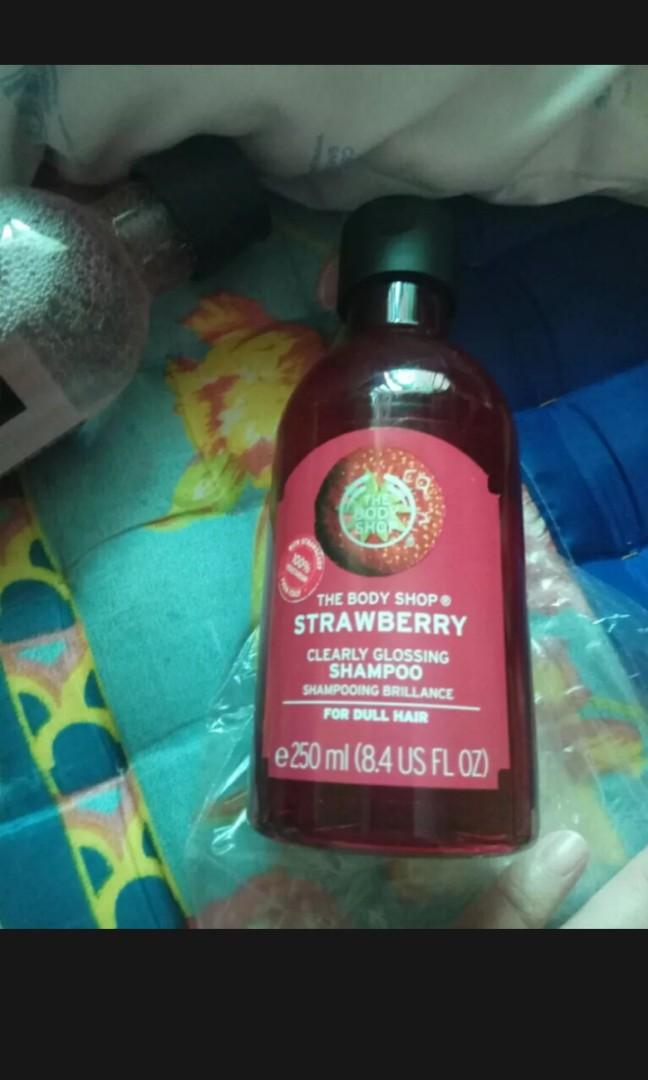 THE
BODY
SHOP
100%
THE BODY SHOP®
STRAWBERRY
CLEARLY GLOSSING
SHAMPOO
SHAMPOOING BRILLANCE
FOR DULL HAIR
e250 ml (8.4 US FL OZ)